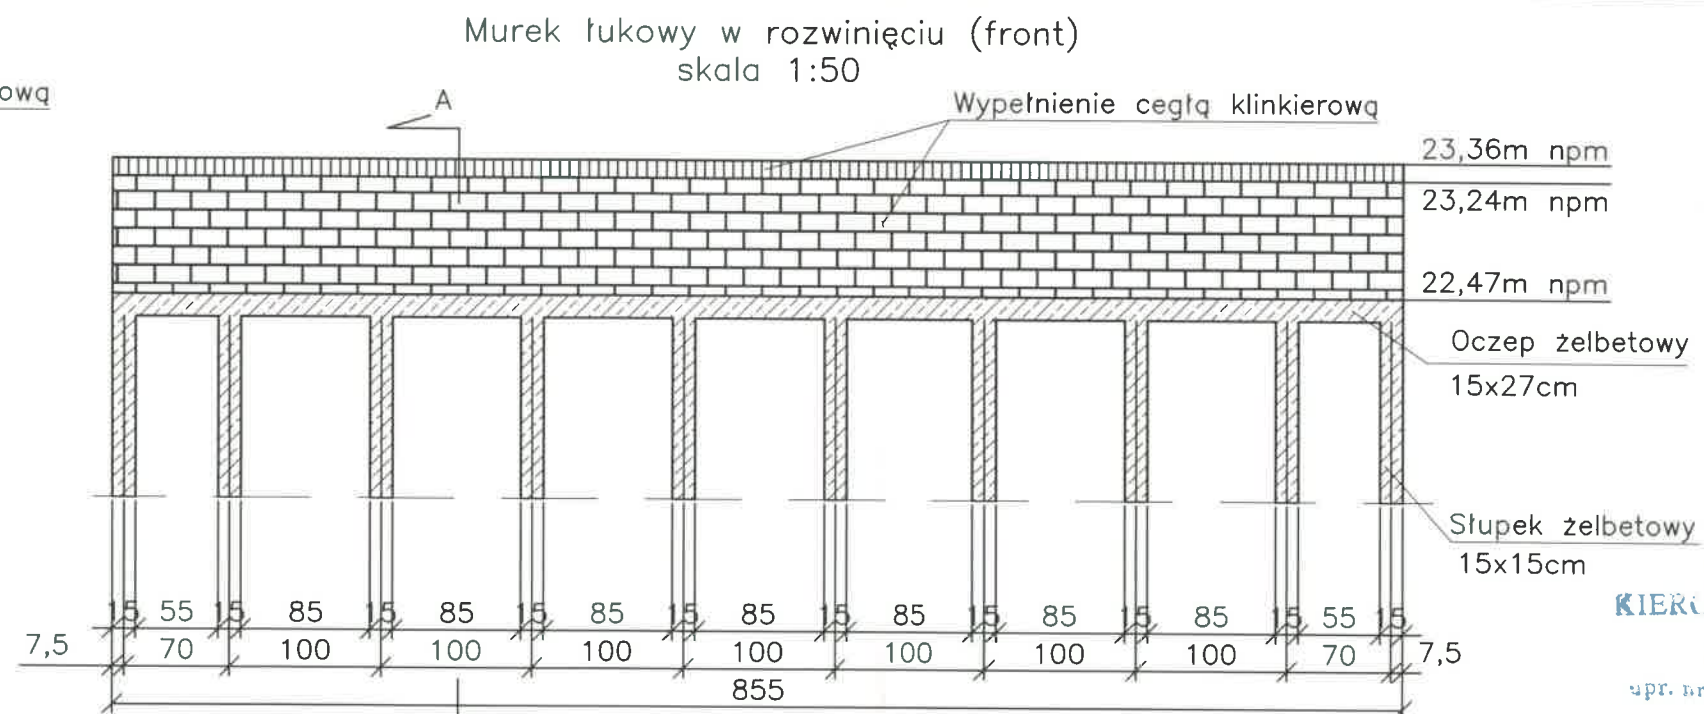 Murek łukowy w rozwinięciu (front)
skala 1:50
ową
A
Wypełnienie cegłą klinkierową
23,36m npm
23,24m npm
22,47m npm
Oczep żelbetowy
15x27cm
Słupek żelbetowy
15x15cm
15 55 15 85 15 85 15 85 15 85 15 85 15 85 15 85 15 55 15
7,5 70 100 100 100 100 100 100 100 70 7,5
855
upr. nr